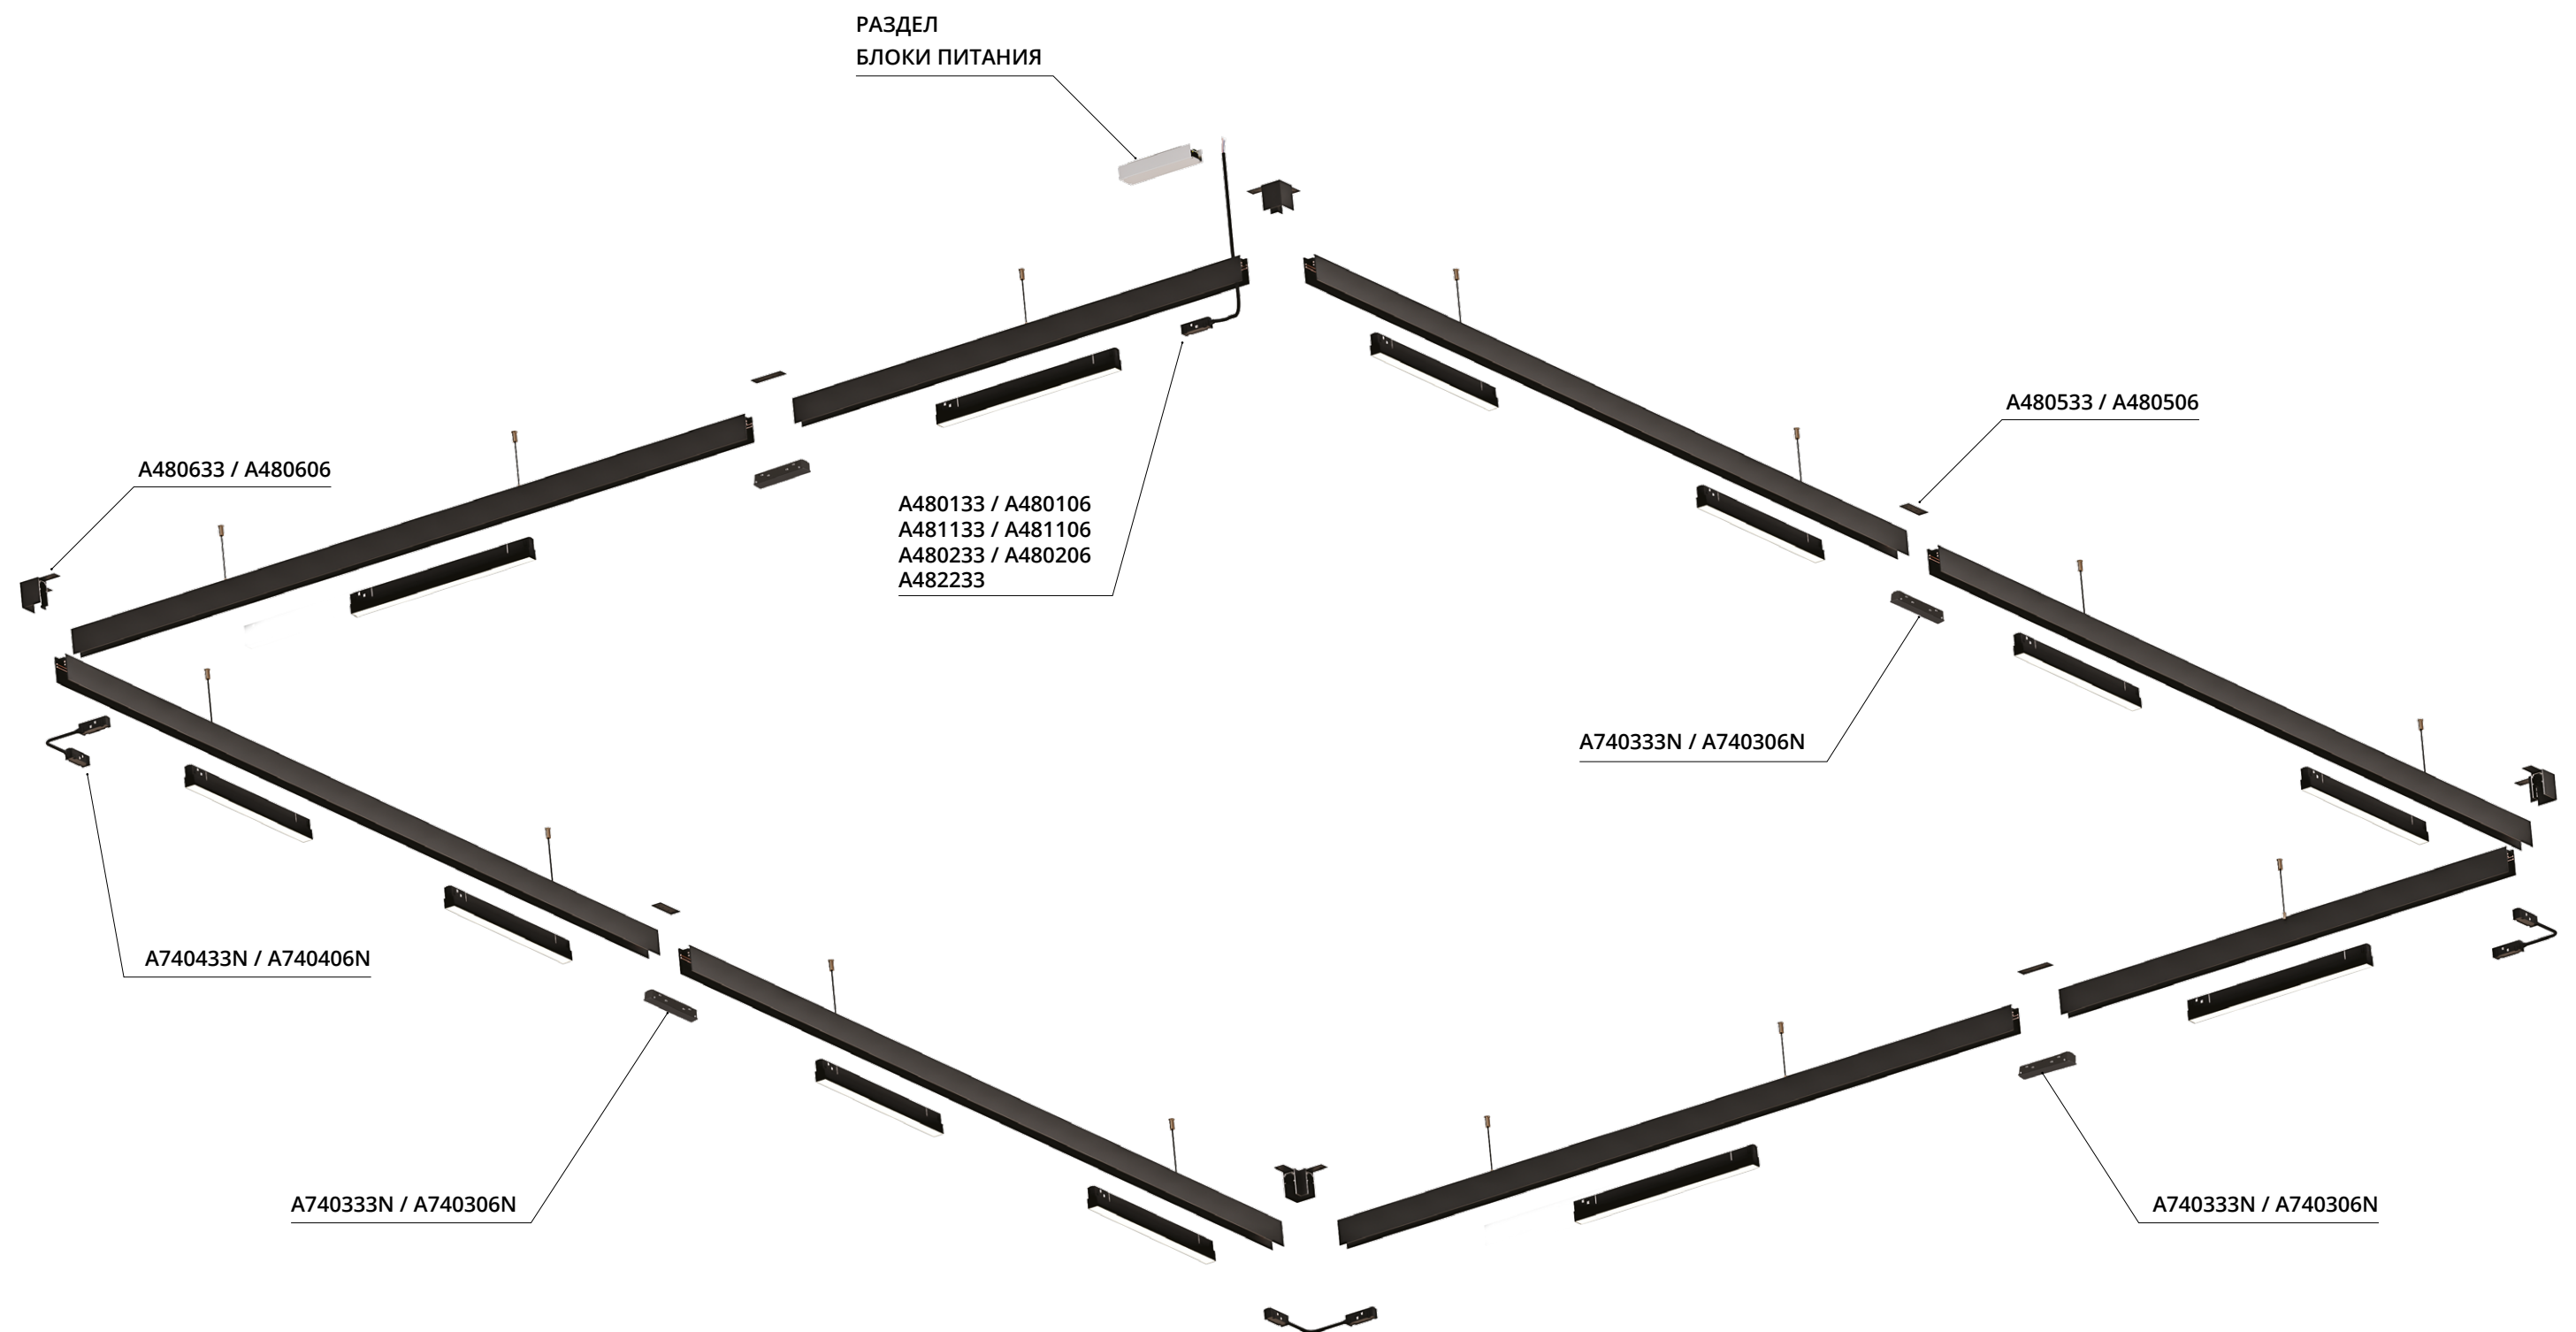 РАЗДЕЛ
БЛОКИ ПИТАНИЯ
A480533 / A480506
A480633 / A480606
A480133 / A480106
A481133 / A481106
A480233 / A480206
A482233
A740333N / A740306N
A740433N / A740406N
A740333N / A740306N
A740333N / A740306N